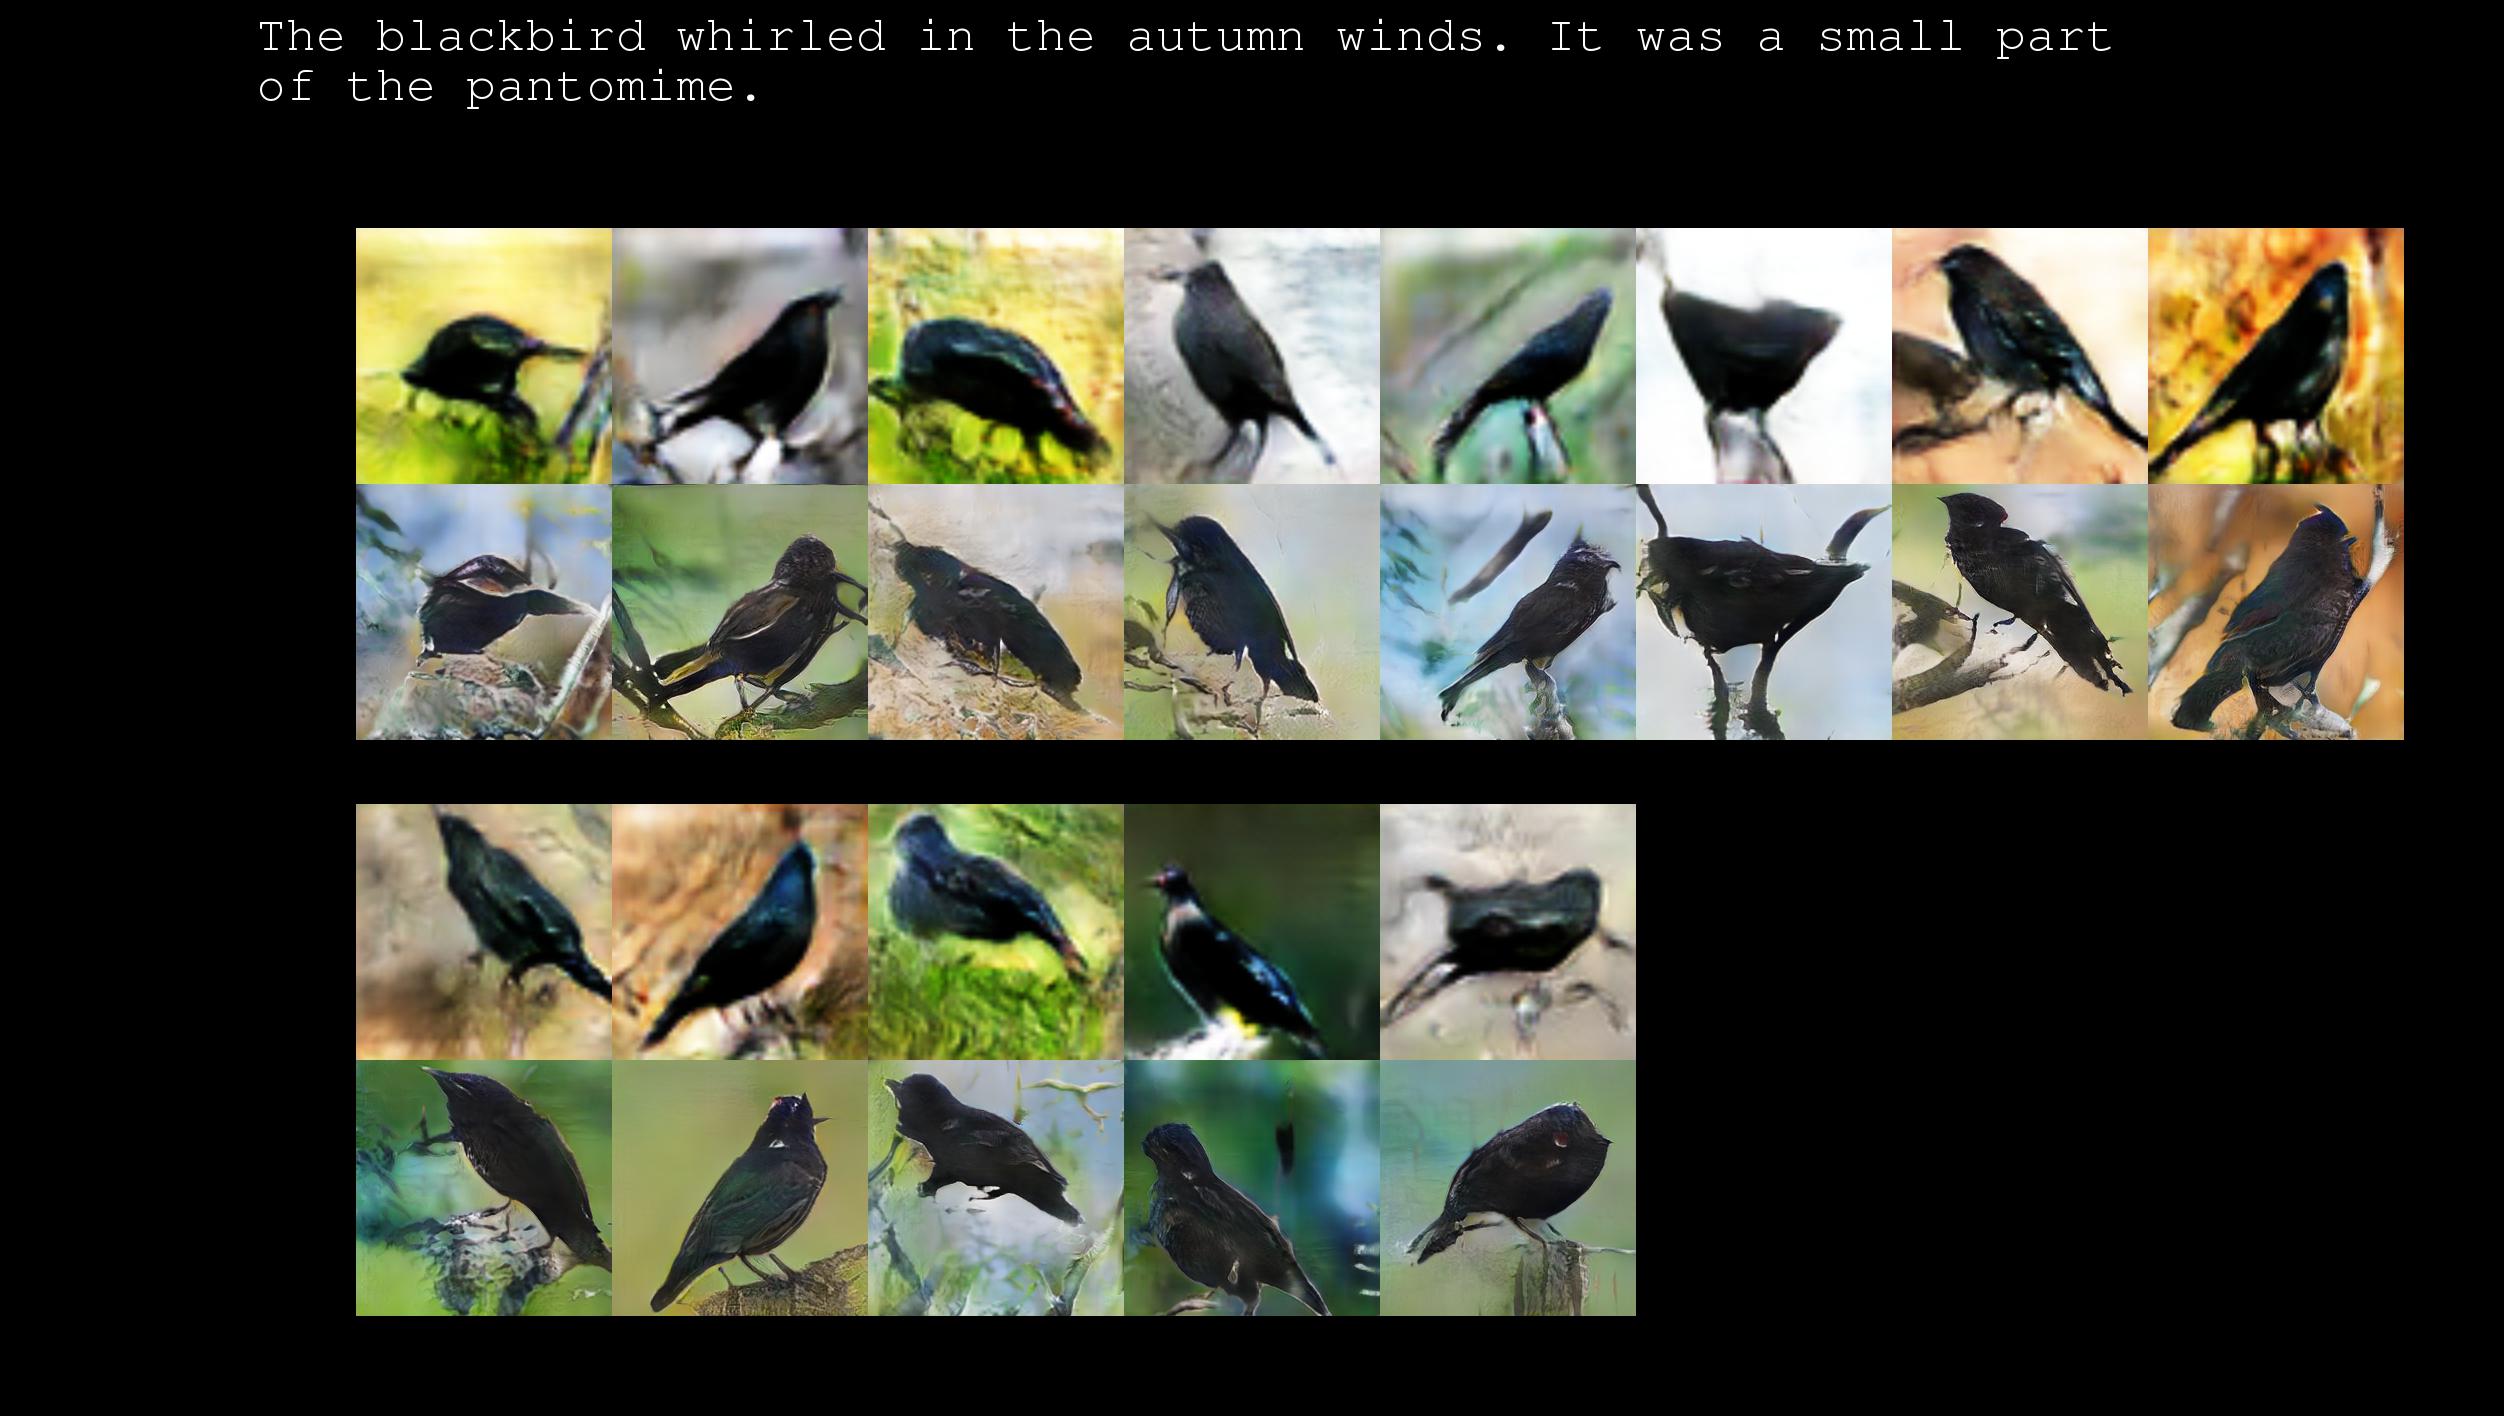 The blackbird whirled in the autumn winds. It was a small part
of the pantomime.